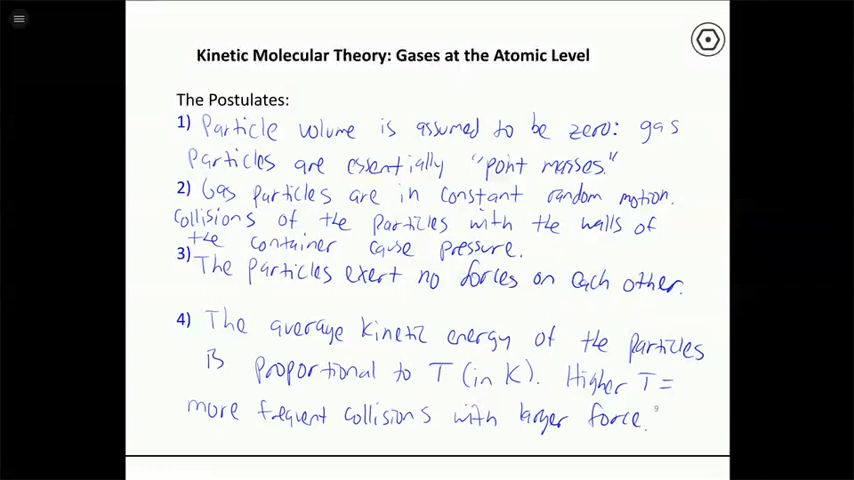 Kinetic Molecular Theory: Gases at the Atomic Level
The Postulates:
1) Particle volume is assumed to be zero: gas
particles are essentially "point masses."
2) Gas particles are in constant random motion.
Collisions of the particles with the walls of
the container cause pressure.
3) The particles exert no forces on each other.
4) The average kinetic energy of the particles
is proportional to T (in K). Higher T =
more frequent collisions with larger force.
9